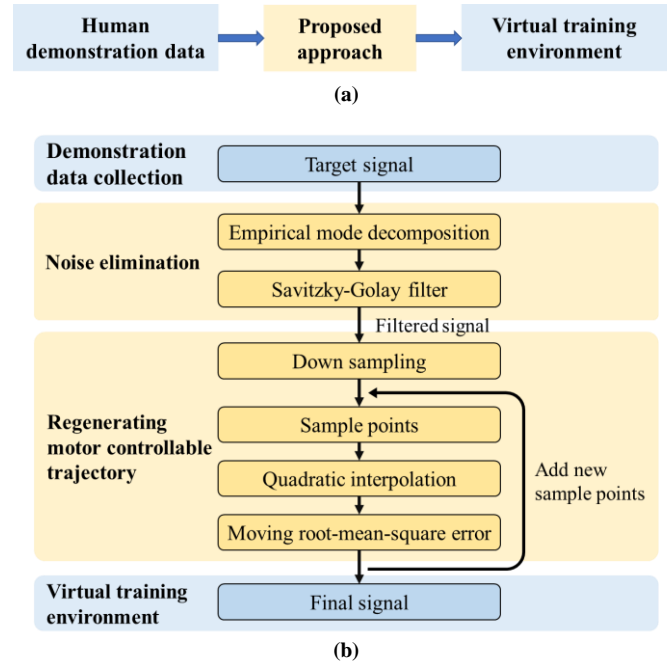 Human
demonstration data
Proposed
approach
Virtual training
environment
(a)
Demonstration
data collection
Target signal
Noise elimination
Empirical mode decomposition
Savitzky-Golay filter
Filtered signal
Regenerating
motor controllable
trajectory
Down sampling
Sample points
Quadratic interpolation
Moving root-mean-square error
Add new
sample points
Virtual training
environment
Final signal
(b)